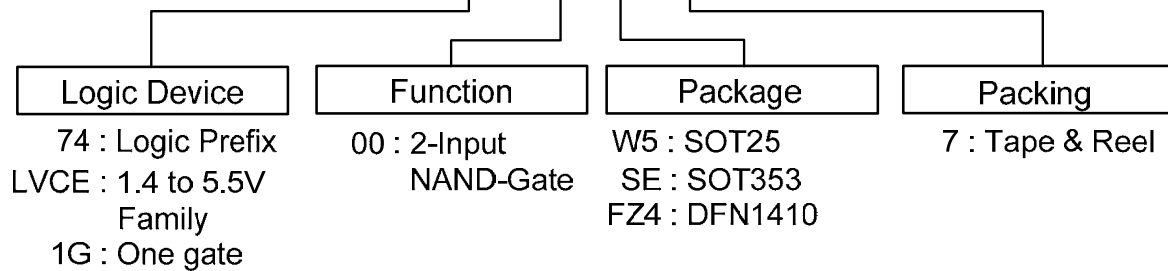 Logic Device
74 : Logic Prefix
LVCE : 1.4 to 5.5V
Family
1G : One gate
Function
00 : 2-Input
NAND-Gate
Package
W5 : SOT25
SE : SOT353
FZ4 : DFN1410
Packing
7 : Tape & Reel